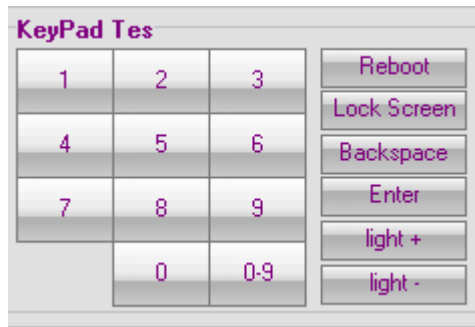 KeyPad Tes
1 2 3 Reboot
Lock Screen
4 5 6 Backspace
7 8 9 Enter
light +
0 0-9 light -